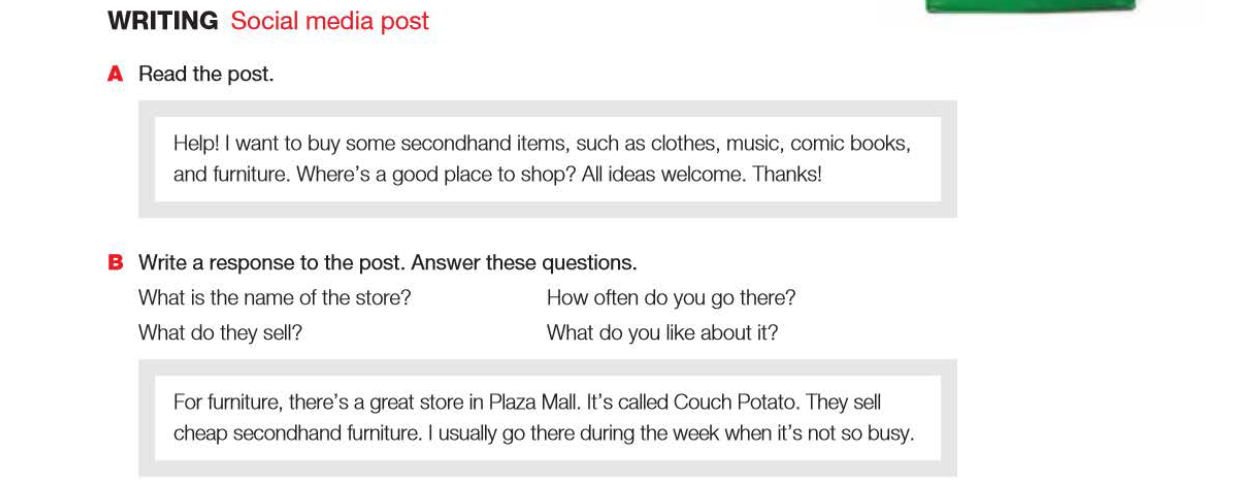 WRITING Social media post
A Read the post.
Help! I want to buy some secondhand items, such as clothes, music, comic books,
and furniture. Where's a good place to shop? All ideas welcome. Thanks!
B Write a response to the post. Answer these questions.
What is the name of the store? How often do you go there?
What do they sell? What do you like about it?
For furniture, there's a great store in Plaza Mall. It's called Couch Potato. They sell
cheap secondhand furniture. I usually go there during the week when it's not so busy.